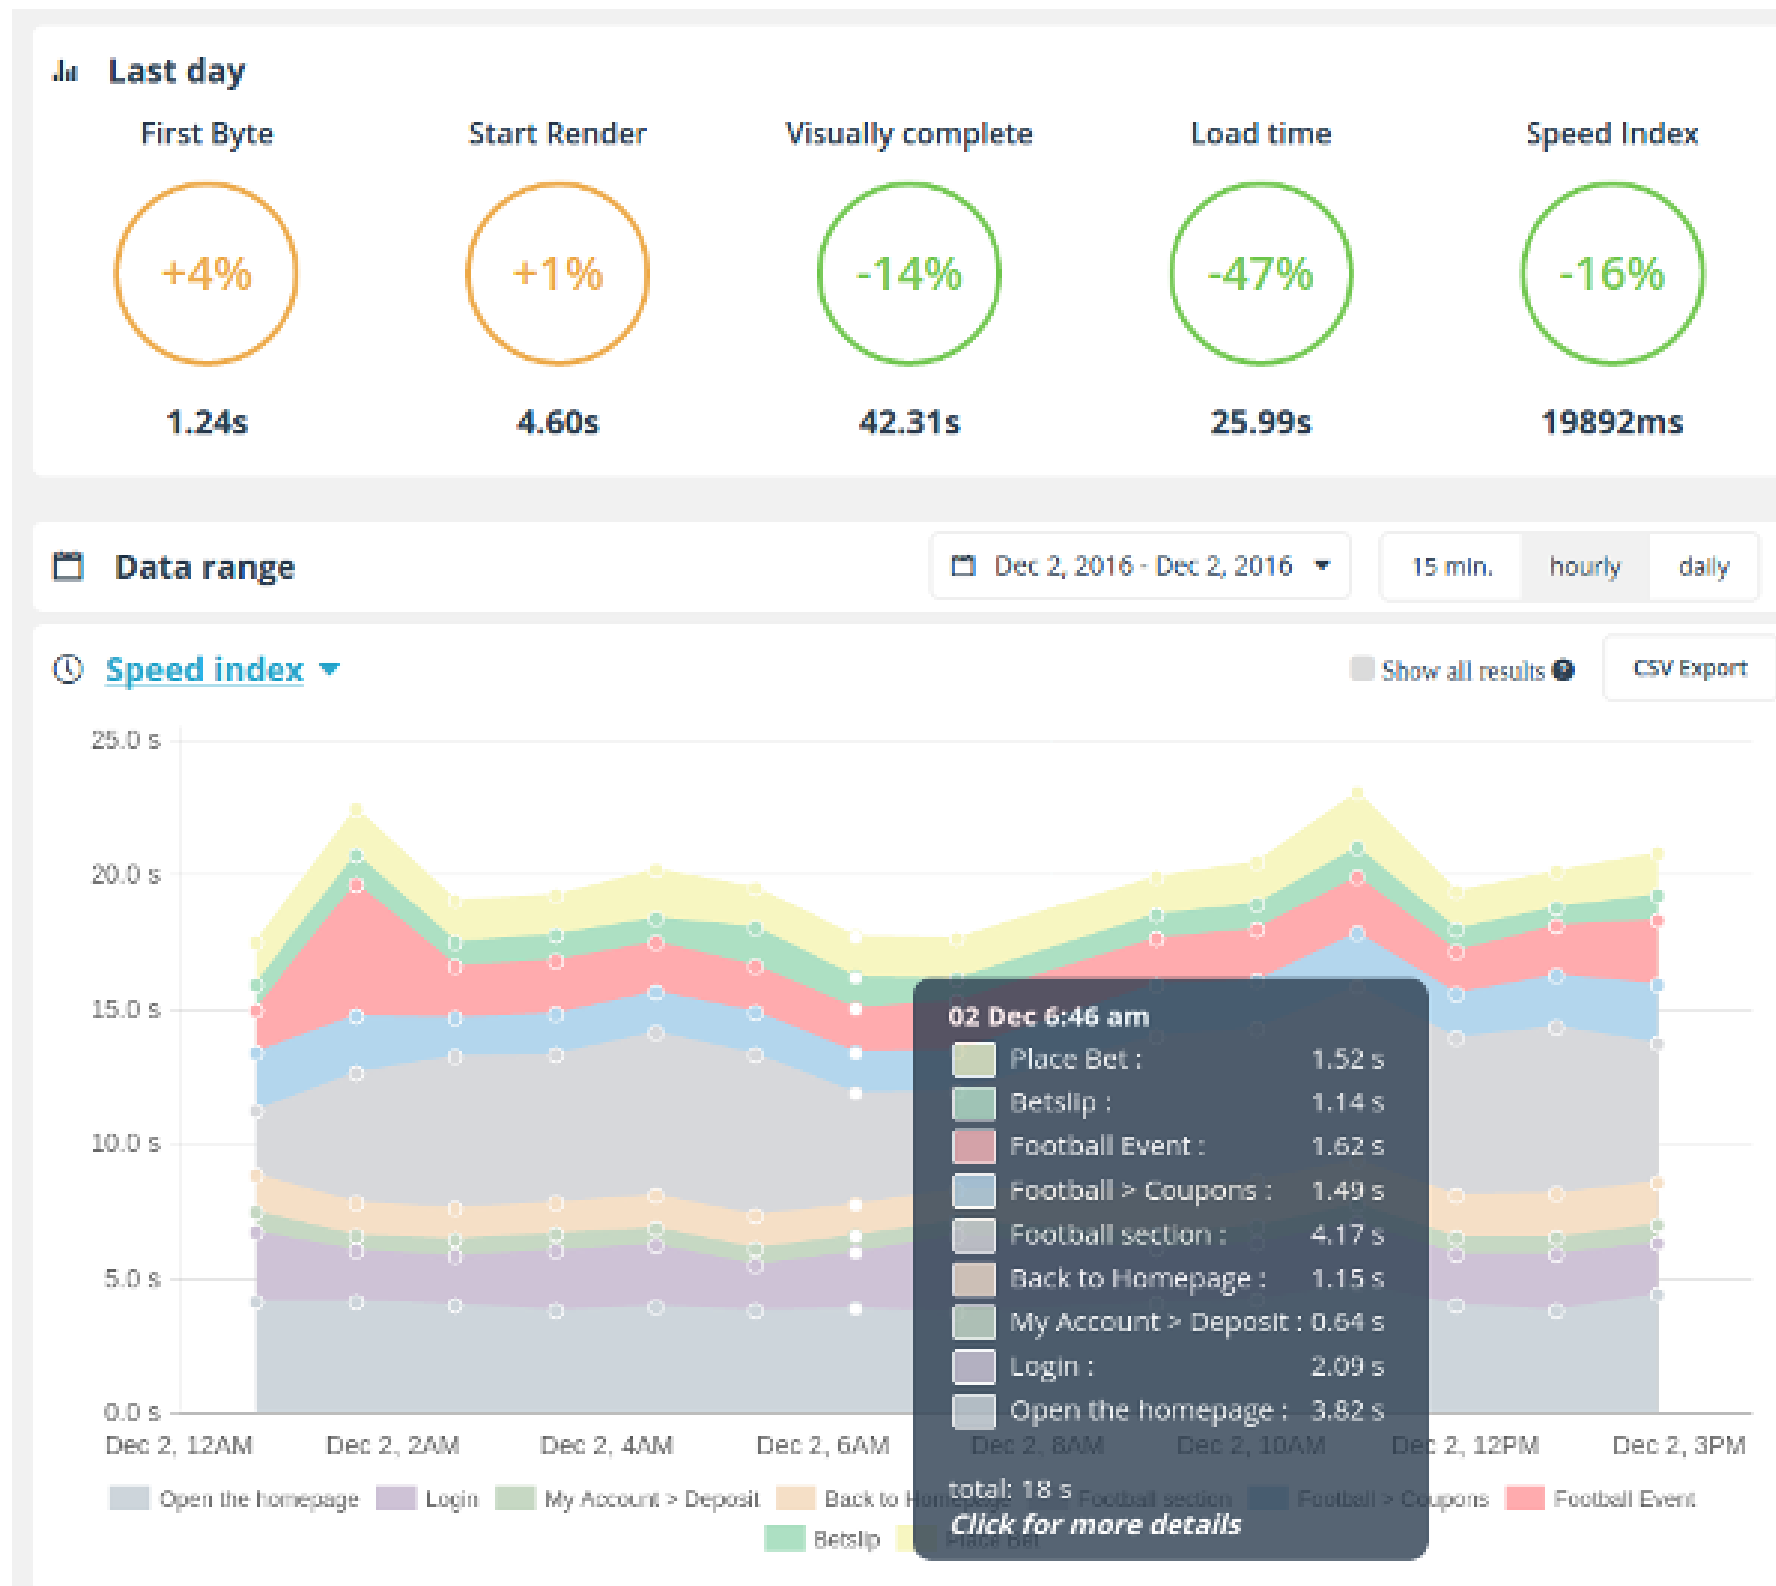 Last day
First Byte Start Render Visually complete Load time Speed Index
+4% +1% -14% -47% -16%
1.24s 4.60s 42.31s 25.99s 19892ms
Data range Dec 2, 2016 - Dec 2, 2016 15 min. hourly daily
Speed index Show all results ? CSV Export
25.0 s
20.0 s
15.0 s
10.0 s
5.0 s
0.0 s
02 Dec 6:46 am
Place Bet : 1.52 s
Betslip : 1.14 s
Football Event : 1.62 s
Football > Coupons : 1.49 s
Football section : 4.17 s
Back to Homepage : 1.15 s
My Account > Deposit : 0.64 s
Login : 2.09 s
Open the homepage : 3.82 s
total: 18 s
Click for more details
Dec 2, 12AM Dec 2, 2AM Dec 2, 4AM Dec 2, 6AM Dec 2, 8AM Dec 2, 10AM Dec 2, 12PM Dec 2, 3PM
Open the homepage Login My Account > Deposit Back to Homepage Football section Football > Coupons Football Event
Betslip Place Bet